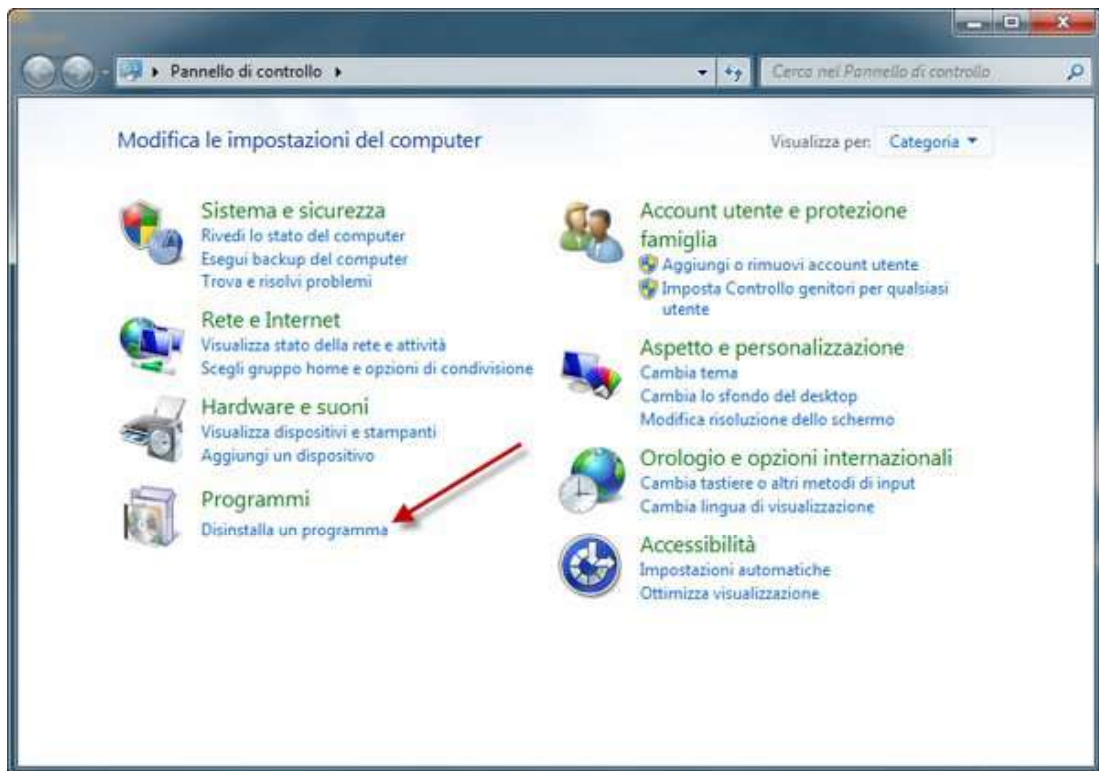 Pannello di controllo
Cerca nel Pannello di controllo
Modifica le impostazioni del computer
Visualizza per:
Categoria
Sistema e sicurezza
Rivedi lo stato del computer
Esegui backup del computer
Trova e risolvi problemi
Rete e Internet
Visualizza stato della rete e attività
Scegli gruppo home e opzioni di condivisione
Hardware e suoni
Visualizza dispositivi e stampanti
Aggiungi un dispositivo
Programmi
Disinstalla un programma
Account utente e protezione
famiglia
Aggiungi o rimuovi account utente
Imposta Controllo genitori per qualsiasi
utente
Aspetto e personalizzazione
Cambia tema
Cambia lo sfondo del desktop
Modifica risoluzione dello schermo
Orologio e opzioni internazionali
Cambia tastiere o altri metodi di input
Cambia lingua di visualizzazione
Accessibilità
Impostazioni automatiche
Ottimizza visualizzazione